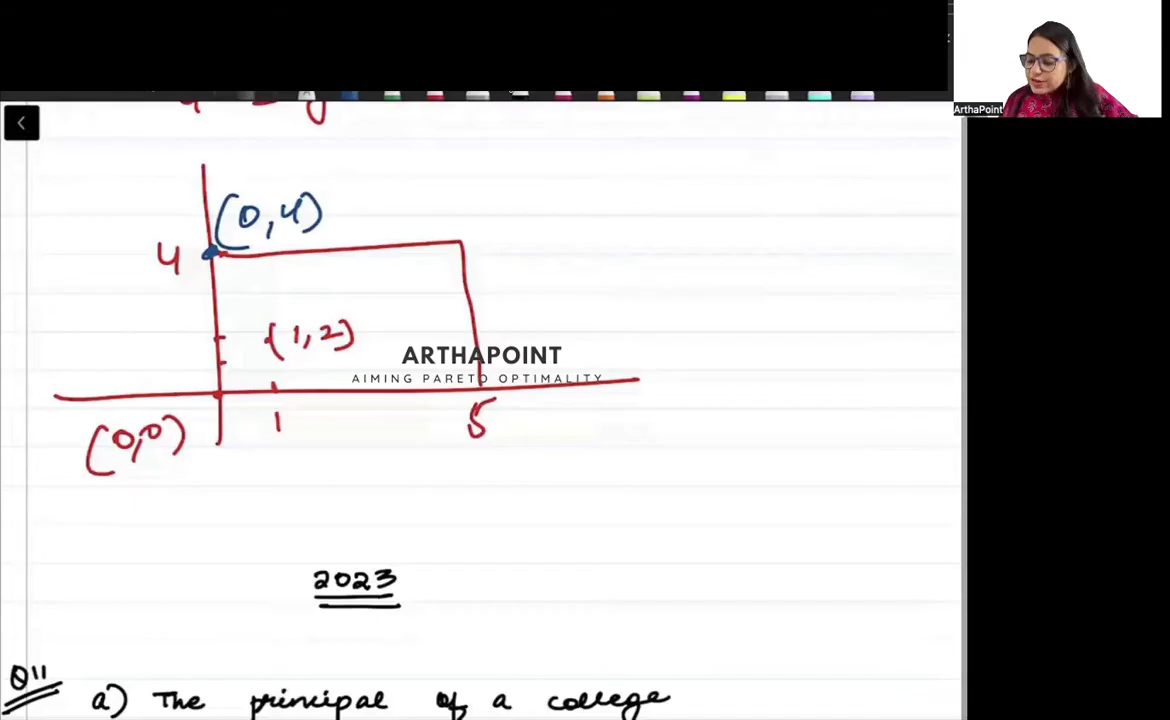 ArthaPoint
(0,4)
4
(1,2)
ARTHAPOINT
AIMING PARETO OPTIMALITY
1
5
(0,0)
2023
Q11
a) The principal of a college